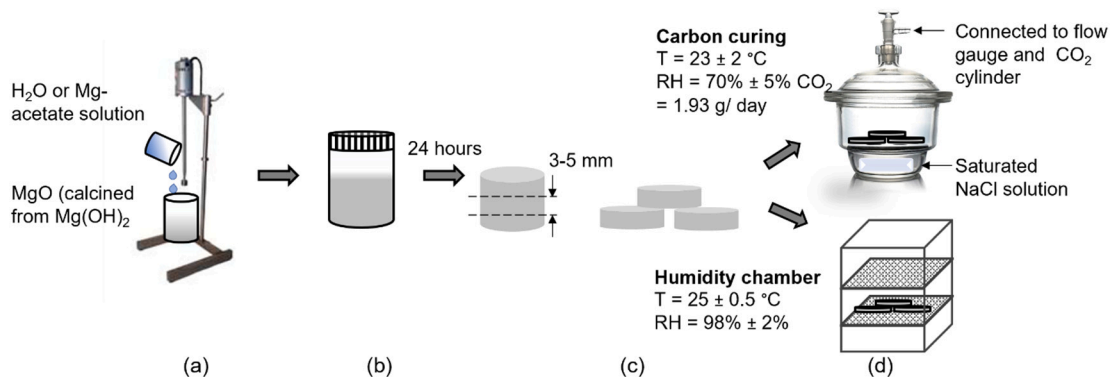 H₂O or Mg-
acetate solution
MgO (calcined
from Mg(OH)₂
24 hours
3-5 mm
Carbon curing
T = 23 ± 2 °C
RH = 70% ± 5% CO₂
= 1.93 g/ day
Connected to flow
gauge and CO₂
cylinder
Saturated
NaCl solution
Humidity chamber
T = 25 ± 0.5 °C
RH = 98% ± 2%
(a)
(b)
(c)
(d)